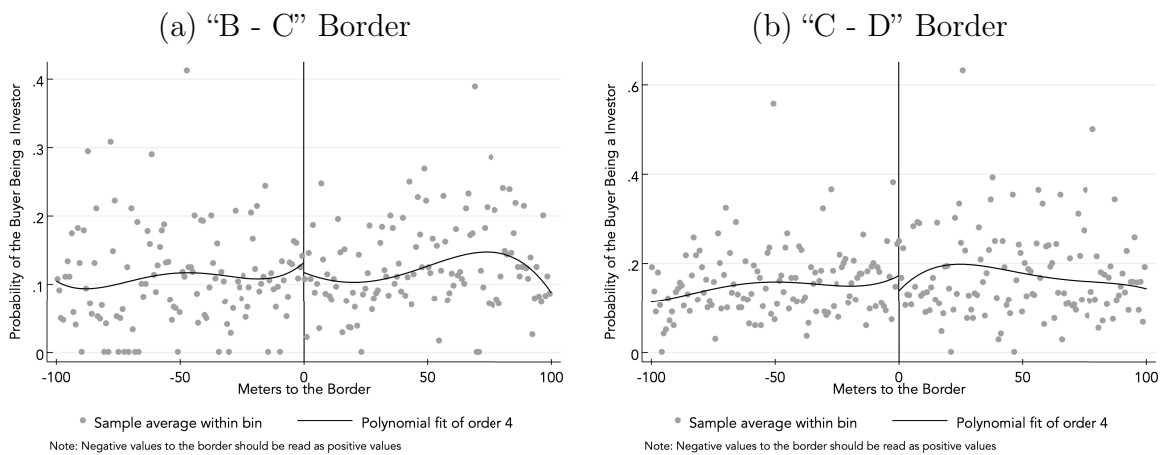 (a) “B - C” Border
Probability of the Buyer Being a Investor
.4
.3
.2
.1
0
-100 -50 0 50 100
Meters to the Border
Sample average within bin Polynomial fit of order 4
Note: Negative values to the border should be read as positive values
(b) “C - D” Border
Probability of the Buyer Being a Investor
.6
.4
.2
0
-100 -50 0 50 100
Meters to the Border
Sample average within bin Polynomial fit of order 4
Note: Negative values to the border should be read as positive values